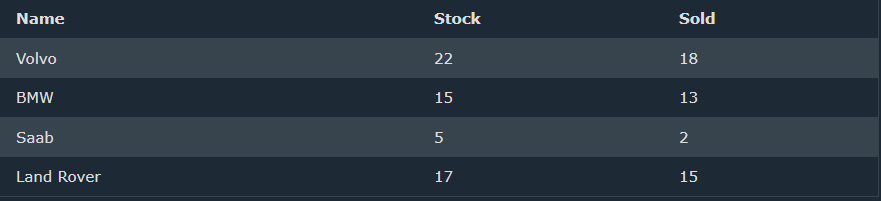 Name Stock Sold
Volvo 22 18
BMW 15 13
Saab 5 2
Land Rover 17 15